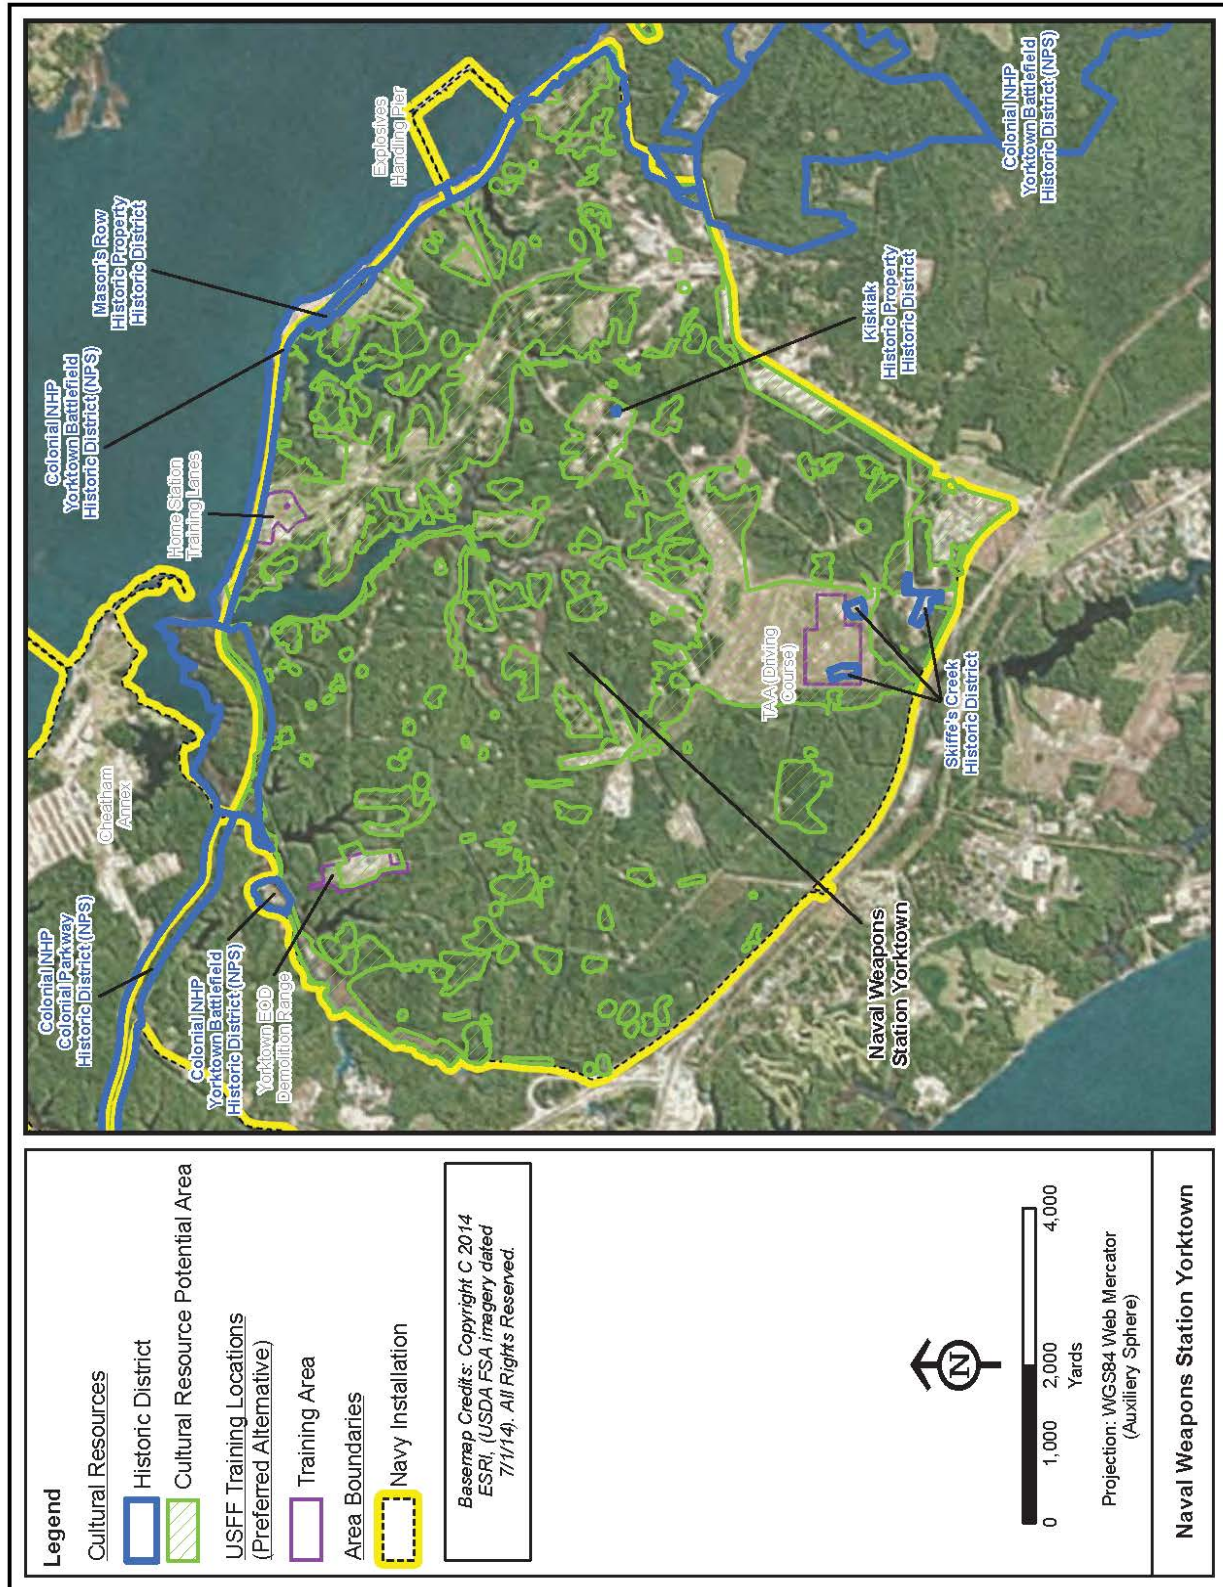 Legend
Cultural Resources
Historic District
Cultural Resource Potential Area
USFF Training Locations
(Preferred Alternative)
Training Area
Area Boundaries
Navy Installation
Basemap Credits: Copyright C 2014
ESRI, (USDA FSA imagery dated
7/1/14). All Rights Reserved.
N
0
1,000
2,000
4,000
Yards
Projection: WGS84 Web Mercator
(Auxiliery Sphere)
Naval Weapons Station Yorktown
Colonial NHP
Colonial Parkway
Historic District (NPS)
Cheatham
Annex
Colonial NHP
Yorktown Battlefield
Historic District (NPS)
Mason's Row
Historic Property
Historic District
Home Station
Training Lanes
Explosives
Handling Pier
Colonial NHP
Yorktown Battlefield
Historic District (NPS)
Yorktown EOD
Demolition Range
TAA (Driving
Course)
Kiskiak
Historic Property
Historic District
Naval Weapons
Station Yorktown
Skiffe's Creek
Historic District
Colonial NHP
Yorktown Battlefield
Historic District (NPS)